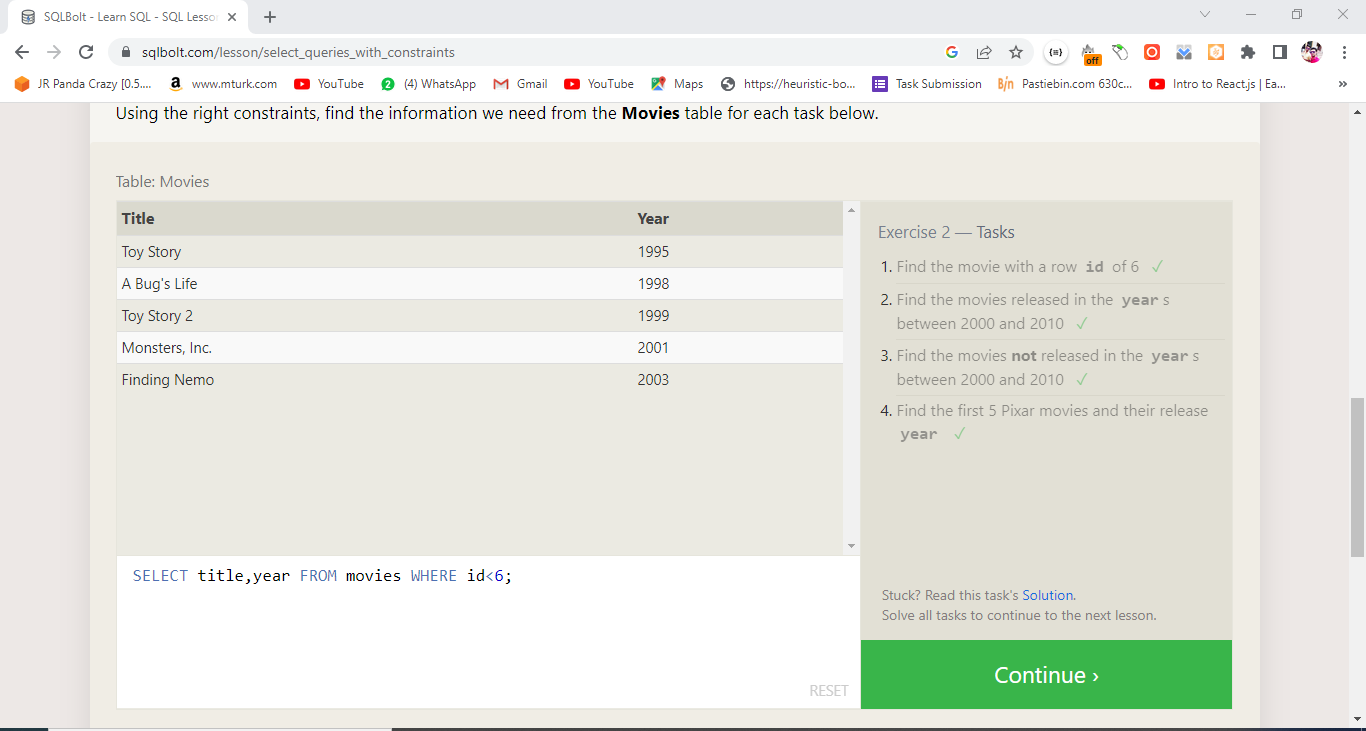 SQLBolt - Learn SQL - SQL Lesson
sqlbolt.com/lesson/select_queries_with_constraints
off
JR Panda Crazy [0.5....
www.mturk.com
YouTube
(4) WhatsApp
Gmail
YouTube
Maps
https://heuristic-bo...
Task Submission
Pastiebin.com 630c...
Intro to React.js | Ea...
»
Using the right constraints, find the information we need from the Movies table for each task below.
Table: Movies
Title Year
Toy Story 1995
A Bug's Life 1998
Toy Story 2 1999
Monsters, Inc. 2001
Finding Nemo 2003
SELECT title,year FROM movies WHERE id<6;
RESET
Exercise 2 — Tasks
1. Find the movie with a row id of 6 ✓
2. Find the movies released in the year s
between 2000 and 2010 ✓
3. Find the movies not released in the year s
between 2000 and 2010 ✓
4. Find the first 5 Pixar movies and their release
year ✓
Stuck? Read this task's Solution.
Solve all tasks to continue to the next lesson.
Continue ›